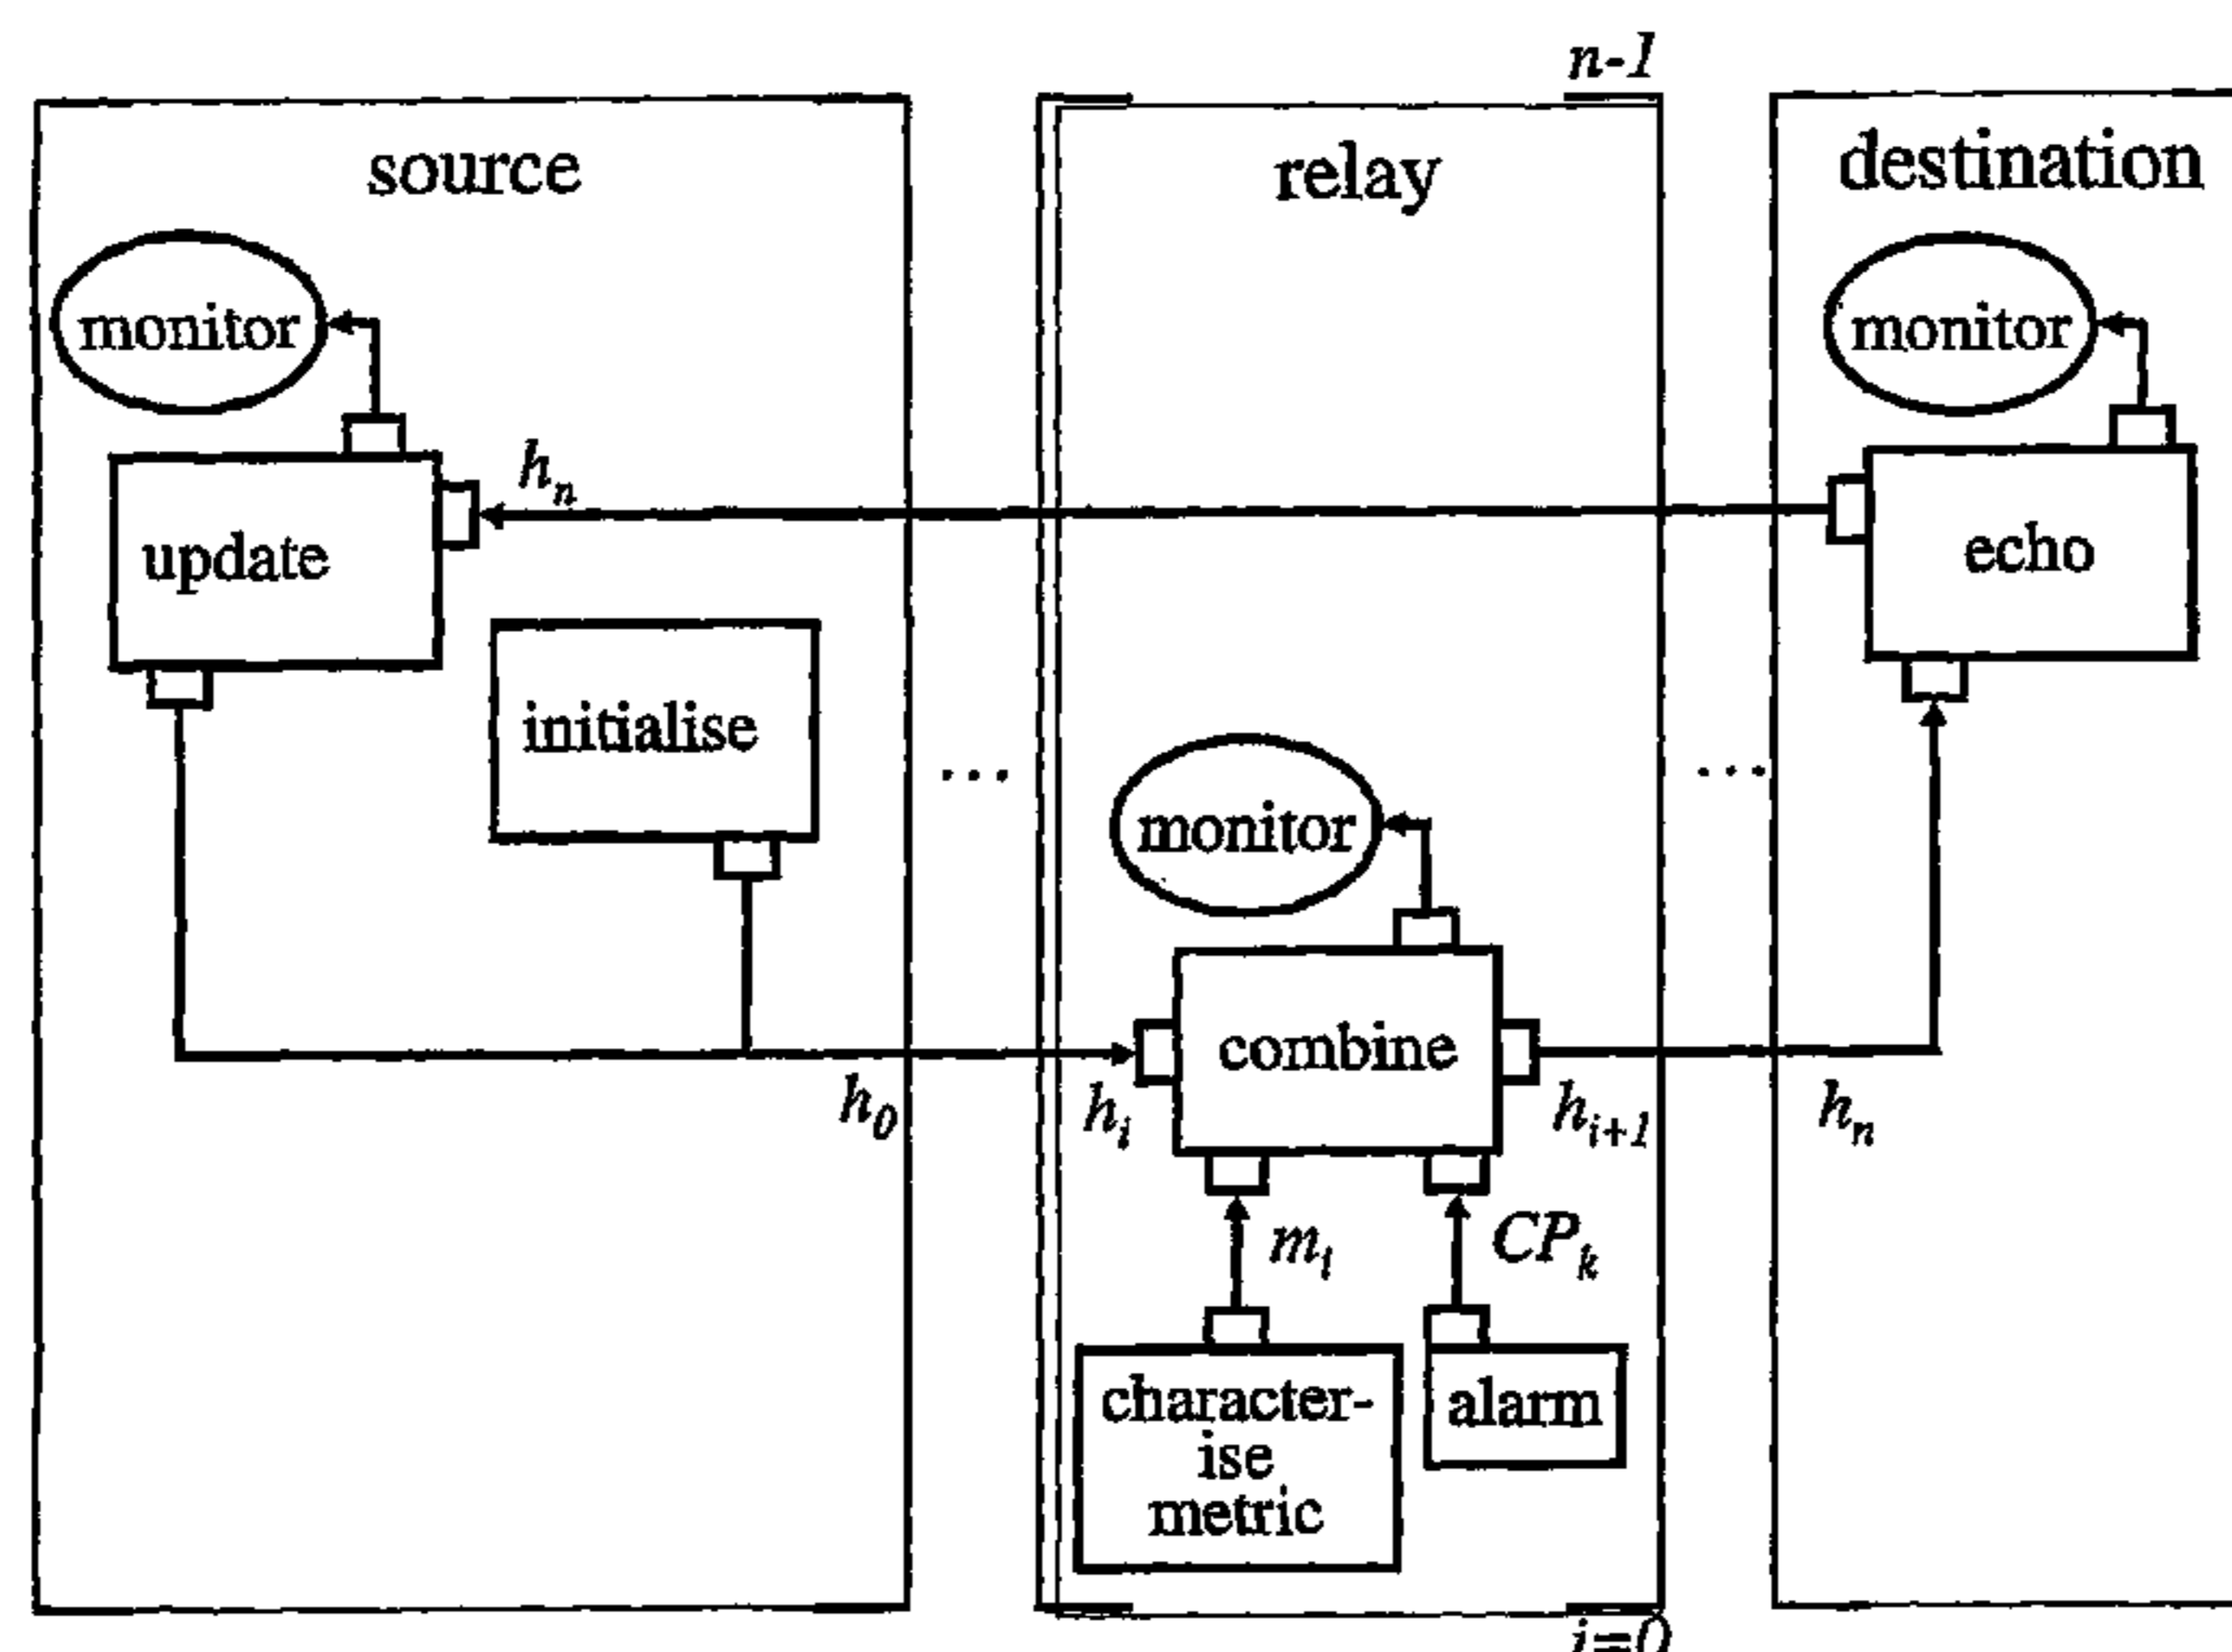 n-1
source
relay
destination
monitor
monitor
h_n
update
echo
initialise
...
...
monitor
combine
h_0
h_i
h_{i+1}
h_n
m_i
CP_k
character-
ise
metric
alarm
i=0